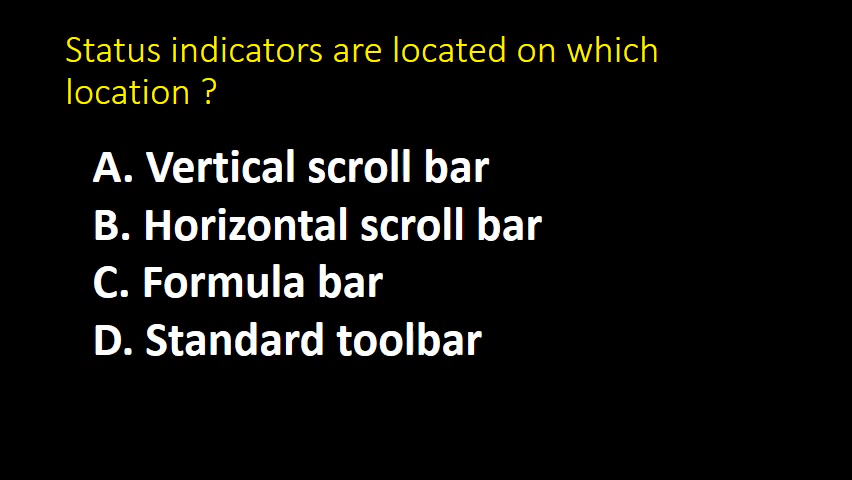 Status indicators are located on which
location ?
A. Vertical scroll bar
B. Horizontal scroll bar
C. Formula bar
D. Standard toolbar